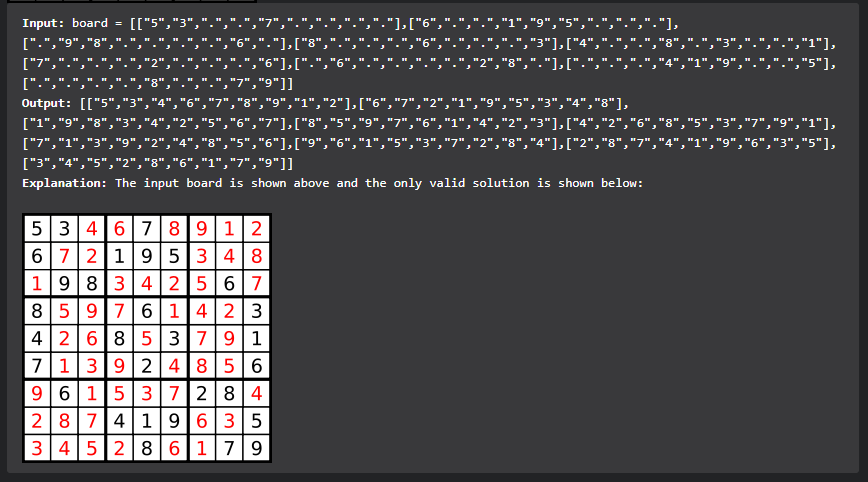 Input: board = [["5","3",".",".","7",".",".",".","."],["6",".",".","1","9","5",".",".","."],
[".","9","8",".",".",".",".","6","."],["8",".",".",".","6",".",".",".","3"],["4",".",".","8",".","3",".",".","1"],
["7",".",".",".","2",".",".",".","6"],[".","6",".",".",".",".","2","8","."],[".",".",".","4","1","9",".",".","5"],
[".",".",".",".","8",".",".","7","9"]]
Output: [["5","3","4","6","7","8","9","1","2"],["6","7","2","1","9","5","3","4","8"],
["1","9","8","3","4","2","5","6","7"],["8","5","9","7","6","1","4","2","3"],["4","2","6","8","5","3","7","9","1"],
["7","1","3","9","2","4","8","5","6"],["9","6","1","5","3","7","2","8","4"],["2","8","7","4","1","9","6","3","5"],
["3","4","5","2","8","6","1","7","9"]]
Explanation: The input board is shown above and the only valid solution is shown below:
5 3 4 6 7 8 9 1 2
6 7 2 1 9 5 3 4 8
1 9 8 3 4 2 5 6 7
8 5 9 7 6 1 4 2 3
4 2 6 8 5 3 7 9 1
7 1 3 9 2 4 8 5 6
9 6 1 5 3 7 2 8 4
2 8 7 4 1 9 6 3 5
3 4 5 2 8 6 1 7 9